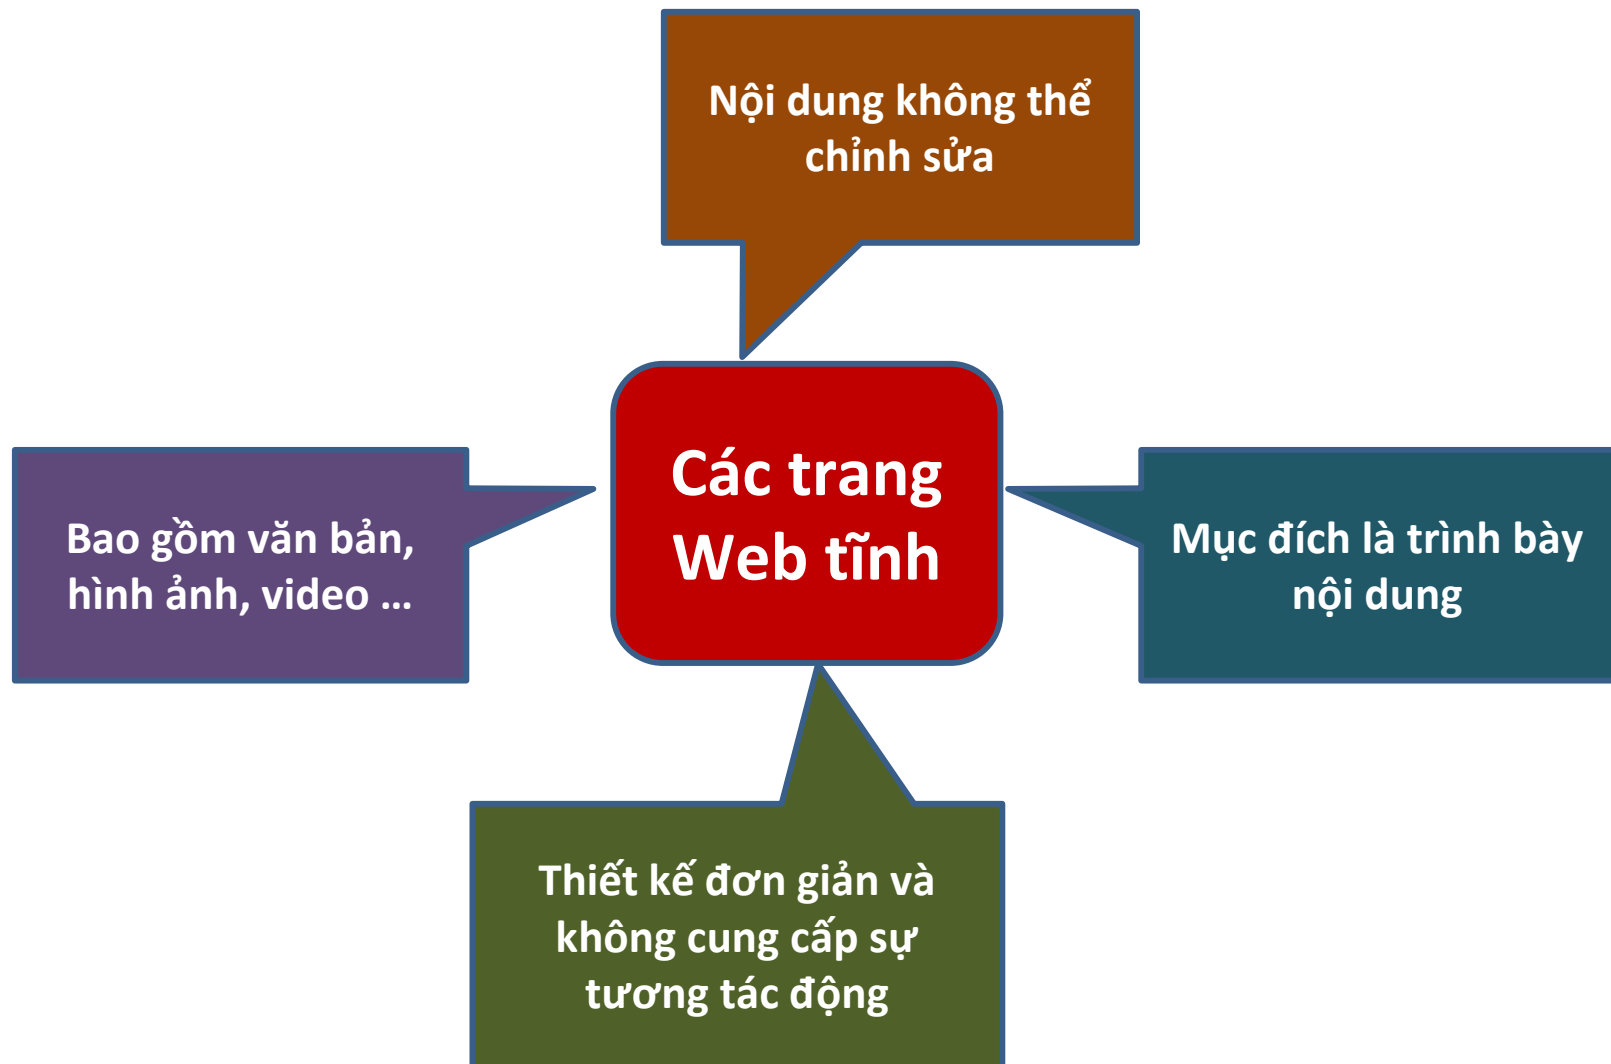 Nội dung không thể
chỉnh sửa
Các trang
Web tĩnh
Bao gồm văn bản,
hình ảnh, video ...
Mục đích là trình bày
nội dung
Thiết kế đơn giản và
không cung cấp sự
tương tác động